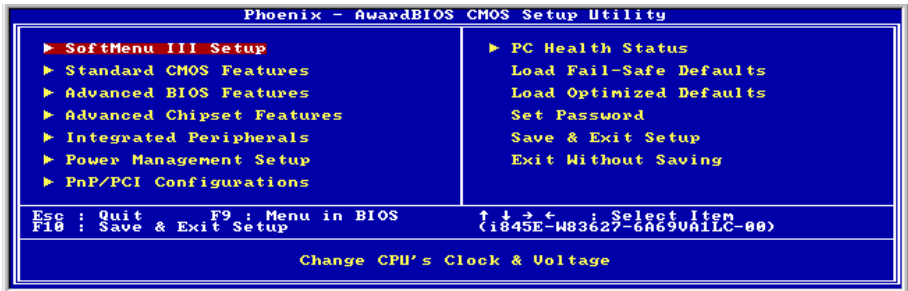 Phoenix - AwardBIOS CMOS Setup Utility
▶ SoftMenu III Setup
▶ Standard CMOS Features
▶ Advanced BIOS Features
▶ Advanced Chipset Features
▶ Integrated Peripherals
▶ Power Management Setup
▶ PnP/PCI Configurations
▶ PC Health Status
Load Fail-Safe Defaults
Load Optimized Defaults
Set Password
Save & Exit Setup
Exit Without Saving
Esc : Quit F9 : Menu in BIOS ↑ ↓ → ← : Select Item
F10 : Save & Exit Setup (i845E-W83627-6A69VA1LC-00)
Change CPU's Clock & Voltage